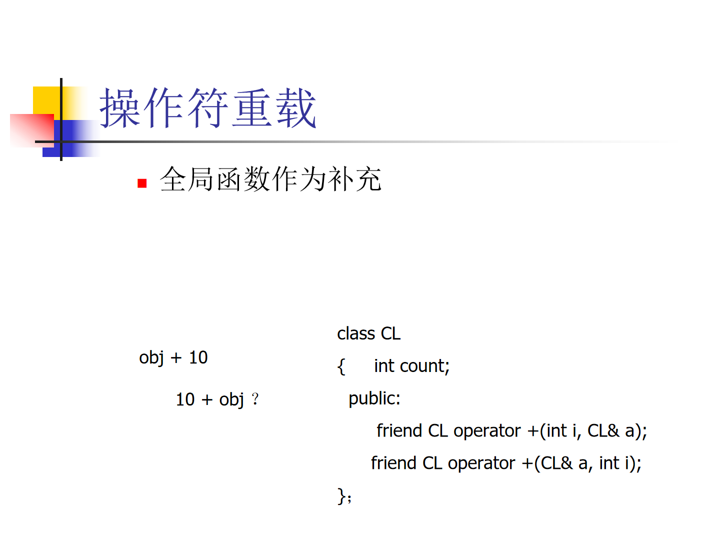 操作符重载
全局函数作为补充
obj + 10
10 + obj ？
class CL
{ int count;
public:
friend CL operator +(int i, CL& a);
friend CL operator +(CL& a, int i);
};